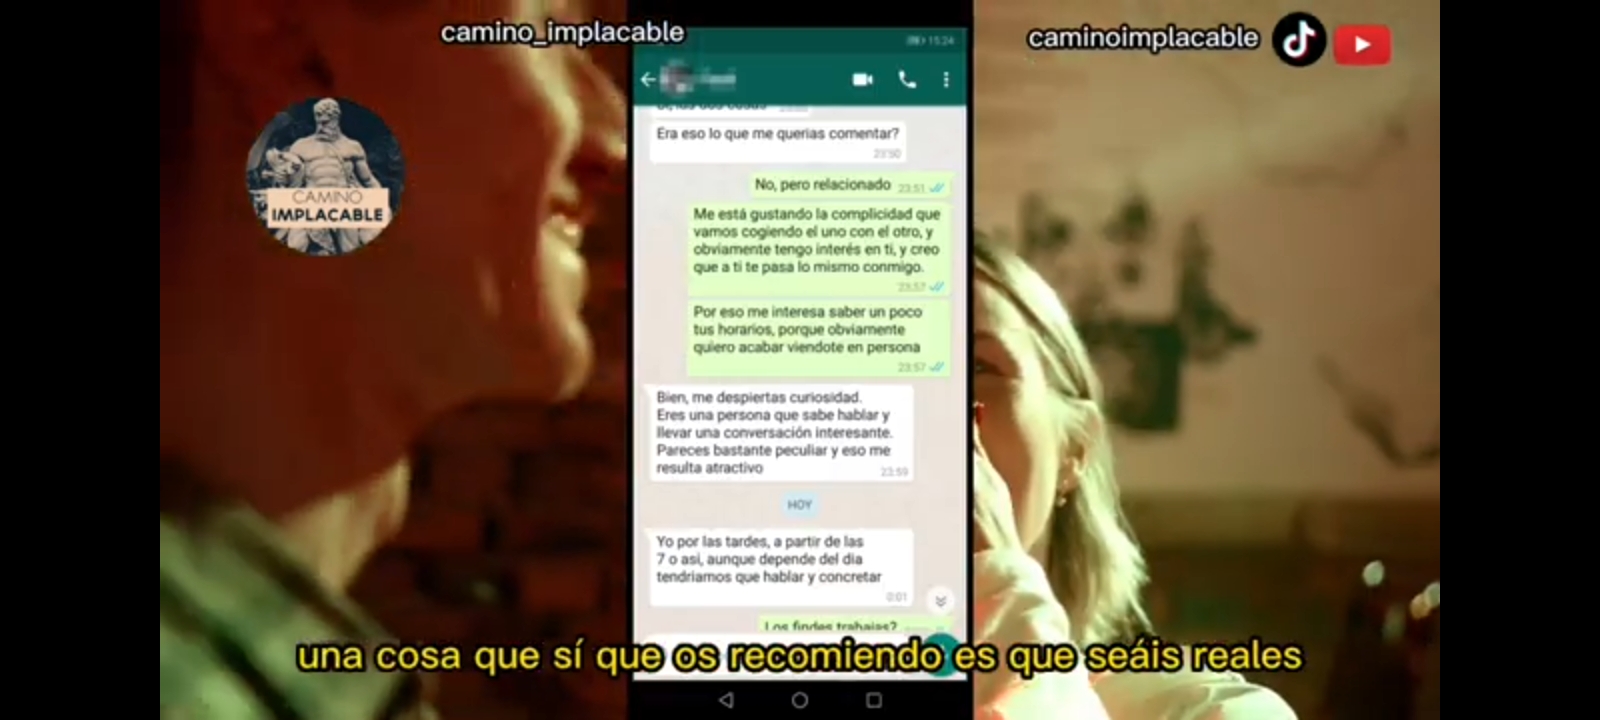 camino_implacable
caminoimplacable
CAMINO
IMPLACABLE
15:24
Era eso lo que me querias comentar?
23:50
No, pero relacionado
23:51
Me está gustando la complicidad que
vamos cogiendo el uno con el otro, y
obviamente tengo interés en ti, y creo
que a ti te pasa lo mismo conmigo.
23:57
Por eso me interesa saber un poco
tus horarios, porque obviamente
quiero acabar viendote en persona
23:57
Bien, me despiertas curiosidad.
Eres una persona que sabe hablar y
llevar una conversación interesante.
Pareces bastante peculiar y eso me
resulta atractivo
23:59
HOY
Yo por las tardes, a partir de las
7 o asi, aunque depende del dia
tendriamos que hablar y concretar
0:01
Los findes trabajas?
una cosa que sí que os recomiendo es que seáis reales